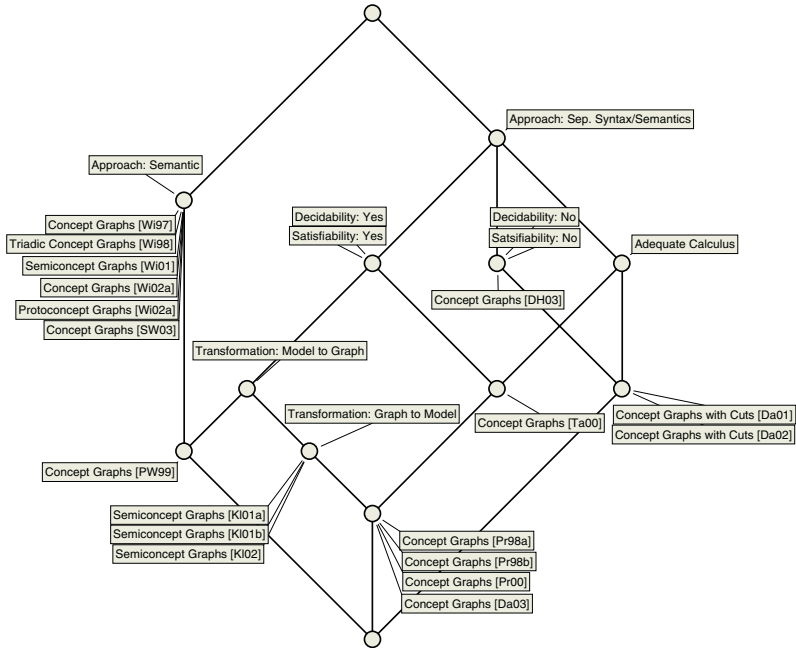 Approach: Sep. Syntax/Semantics
Approach: Semantic
Concept Graphs [Wi97]
Triadic Concept Graphs [Wi98]
Semiconcept Graphs [Wi01]
Concept Graphs [Wi02a]
Protoconcept Graphs [Wi02a]
Concept Graphs [SW03]
Decidability: Yes
Satisfiability: Yes
Decidability: No
Satsifiability: No
Adequate Calculus
Concept Graphs [DH03]
Transformation: Model to Graph
Transformation: Graph to Model
Concept Graphs [Ta00]
Concept Graphs with Cuts [Da01]
Concept Graphs with Cuts [Da02]
Concept Graphs [PW99]
Semiconcept Graphs [Kl01a]
Semiconcept Graphs [Kl01b]
Semiconcept Graphs [Kl02]
Concept Graphs [Pr98a]
Concept Graphs [Pr98b]
Concept Graphs [Pr00]
Concept Graphs [Da03]